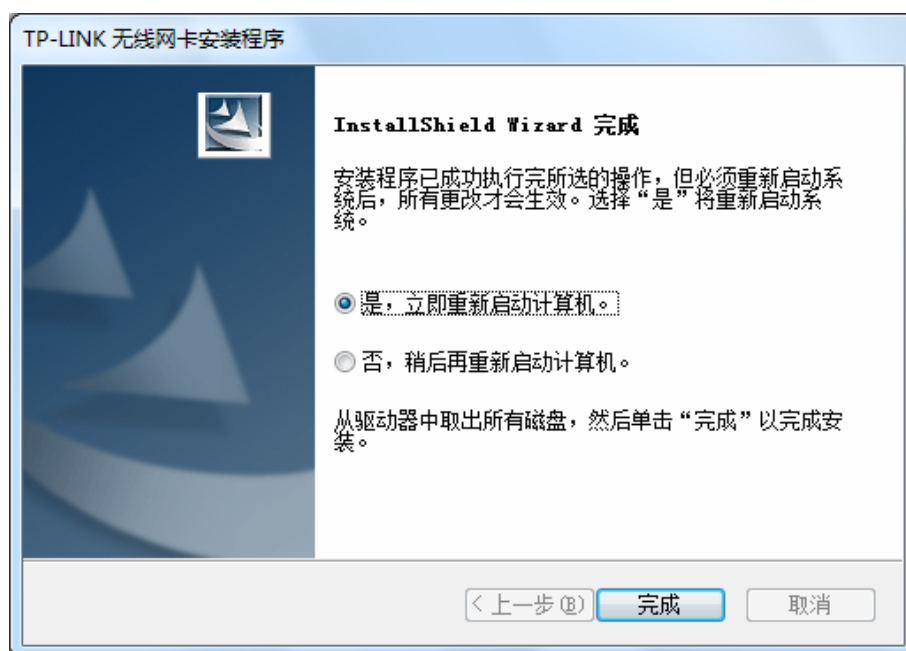 TP-LINK 无线网卡安装程序
InstallShield Wizard 完成
安装程序已成功执行完所选的操作，但必须重新启动系
统后，所有更改才会生效。选择“是”将重新启动系
统。
是，立即重新启动计算机。
否，稍后再重新启动计算机。
从驱动器中取出所有磁盘，然后单击“完成”以完成安
装。
< 上一步(B)
完成
取消